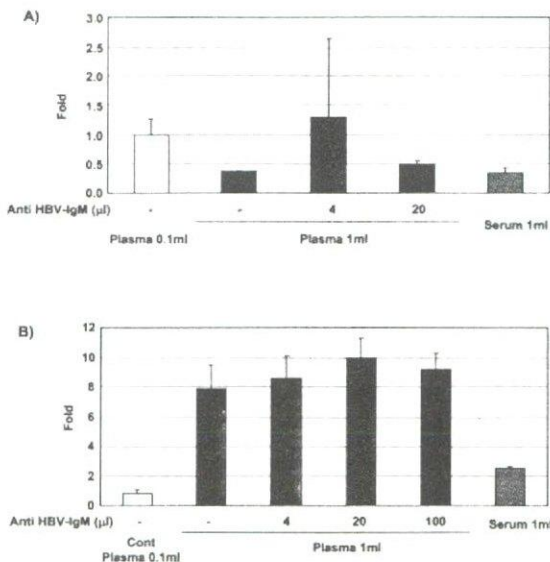 A)
3.0
2.5
2.0
1.5
1.0
0.5
0.0
Fold
Anti HBV-IgM (µl) - - 4 20
Plasma 0.1ml Plasma 1ml Serum 1ml
B)
12
10
8
6
4
2
0
Fold
Anti HBV-IgM (µl) - - 4 20 100 Serum 1ml
Cont
Plasma 0.1ml Plasma 1ml